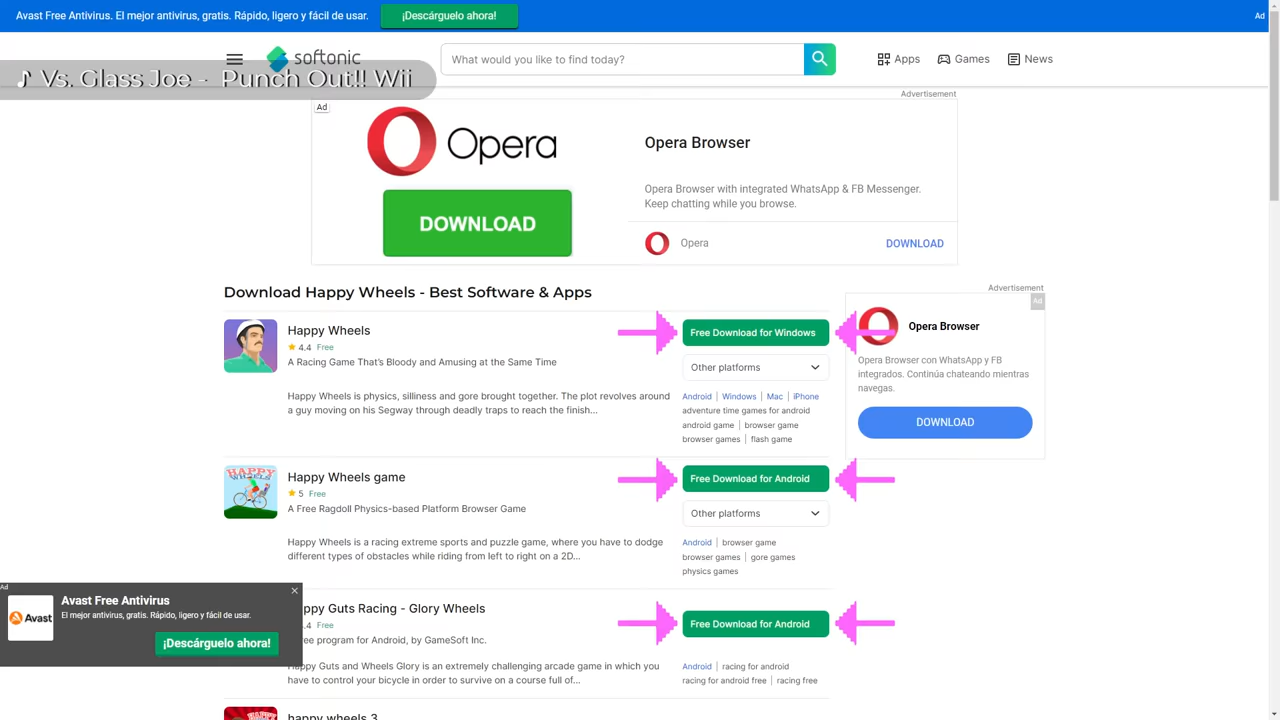 Avast Free Antivirus. El mejor antivirus, gratis. Rápido, ligero y fácil de usar.
¡Descárguelo ahora!
Ad
softonic
What would you like to find today?
Apps
Games
News
♪ Vs. Glass Joe - Punch Out!! Wii
Advertisement
Ad
Opera
DOWNLOAD
Opera Browser
Opera Browser with integrated WhatsApp & FB Messenger.
Keep chatting while you browse.
Opera
DOWNLOAD
Download Happy Wheels - Best Software & Apps
Happy Wheels
4.4 Free
A Racing Game That's Bloody and Amusing at the Same Time
Happy Wheels is physics, silliness and gore brought together. The plot revolves around
a guy moving on his Segway through deadly traps to reach the finish...
Free Download for Windows
Other platforms
Android | Windows | Mac | iPhone
adventure time games for android
android game | browser game
browser games | flash game
Advertisement
Ad
Opera Browser
Opera Browser con WhatsApp y FB
integrados. Continúa chateando mientras
navegas.
DOWNLOAD
HAPPY
WHEELS
Happy Wheels game
5 Free
A Free Ragdoll Physics-based Platform Browser Game
Happy Wheels is a racing extreme sports and puzzle game, where you have to dodge
different types of obstacles while riding from left to right on a 2D...
Free Download for Android
Other platforms
Android | browser game
browser games | gore games
physics games
ppy Guts Racing - Glory Wheels
.4 Free
ee program for Android, by GameSoft Inc.
Happy Guts and Wheels Glory is an extremely challenging arcade game in which you
have to control your bicycle in order to survive on a course full of...
Free Download for Android
Android | racing for android
racing for android free | racing free
Ad
Avast
Avast Free Antivirus
El mejor antivirus, gratis. Rápido, ligero y fácil de usar.
¡Descárguelo ahora!
happy wheels 3